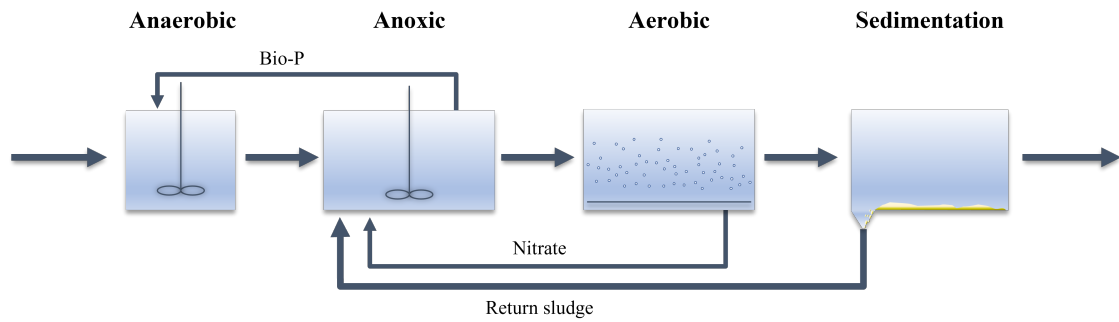 Anaerobic
Anoxic
Aerobic
Sedimentation
Bio-P
Nitrate
Return sludge